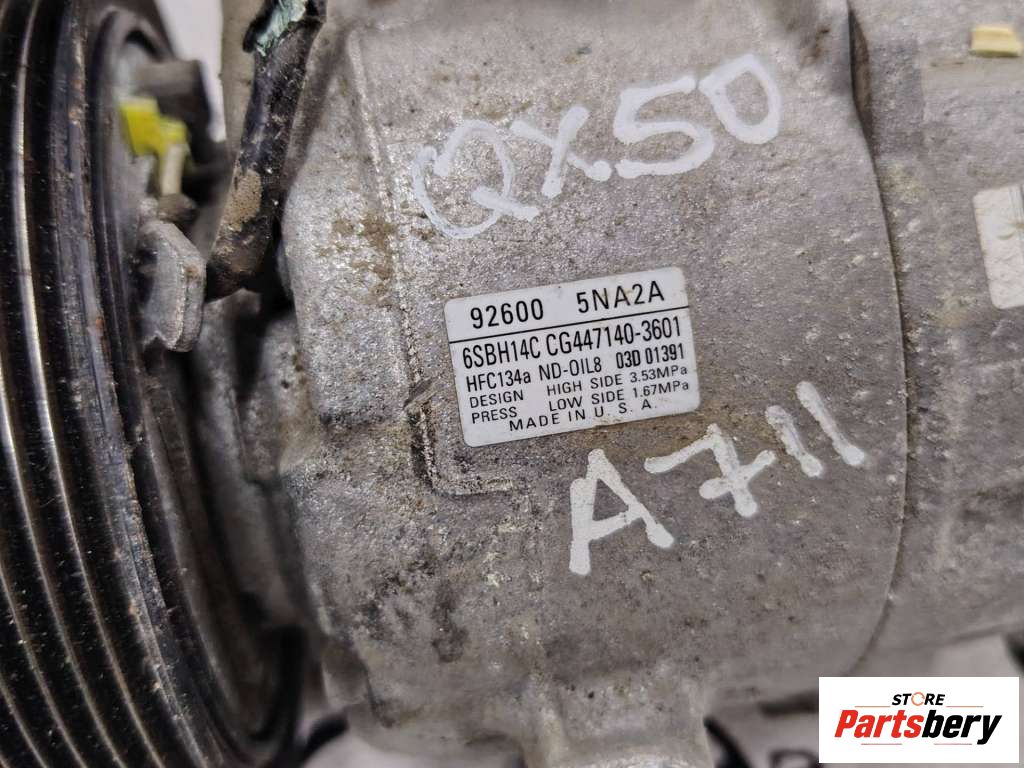 QX50
92600 5NA2A
6SBH14C CG447140-3601
HFC134a ND-OIL8 03D 01391
DESIGN HIGH SIDE 3.53MPa
PRESS LOW SIDE 1.67MPa
MADE IN U.S.A.
A711
STORE
Partsbery